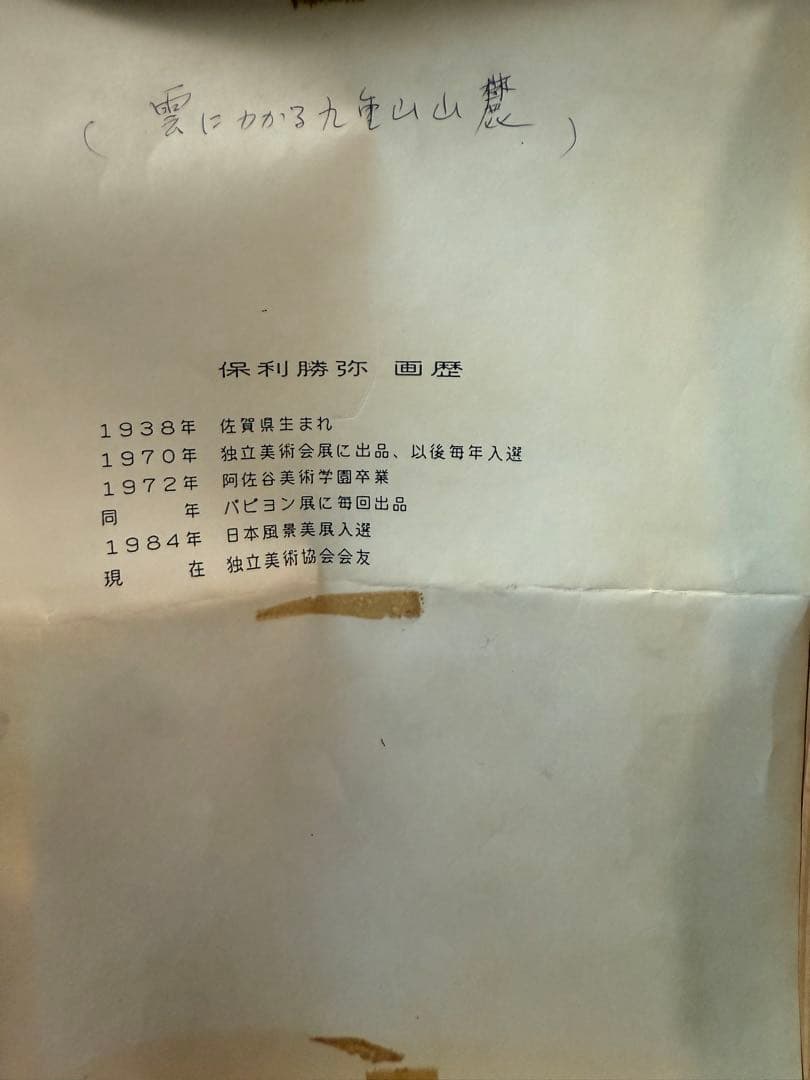 (雲にかかる九重山山麓)
保利勝弥 画歴
1938年 佐賀県生まれ
1970年 独立美術会展に出品、以後毎年入選
1972年 阿佐谷美術学園卒業
同 年 パピヨン展に毎回出品
1984年 日本風景美展入選
現 在 独立美術協会会友